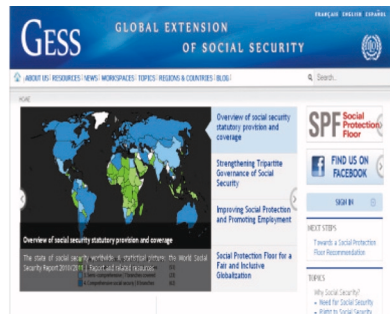 FRANÇAIS ENGLISH ESPAÑOL
GESS
GLOBAL EXTENSION
OF SOCIAL SECURITY
ABOUT US RESOURCES NEWS WORKSPACES TOPICS REGIONS & COUNTRIES BLOG
Search
HOME
Overview of social security
statutory provision and
coverage
Strengthening Tripartite
Governance of Social
Security
Improving Social Protection
and Promoting Employment
Social Protection Floor for a
Fair and Inclusive
Globalization
Overview of social security statutory provision and coverage
The state of social security worldwide: A statistical picture, the World Social
Security Report 2010/2011 | Report and related resources
SPF Social
Protection
Floor
FIND US ON
FACEBOOK
SIGN IN
NEXT STEPS
Towards a Social Protection
Floor Recommendation
TOPICS
Why Social Security?
Need for Social Security
Right to Social Security